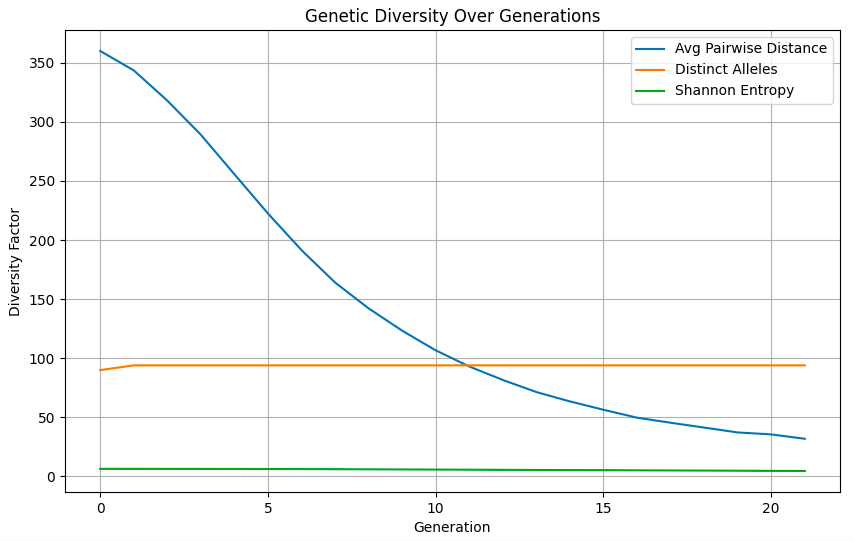 Genetic Diversity Over Generations
Avg Pairwise Distance
Distinct Alleles
Shannon Entropy
Diversity Factor
350
300
250
200
150
100
50
0
0 5 10 15 20
Generation